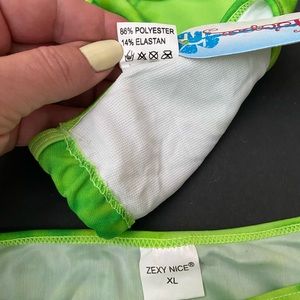 86% POLYESTER
14% ELASTAN
ZEXY NICE®
XL